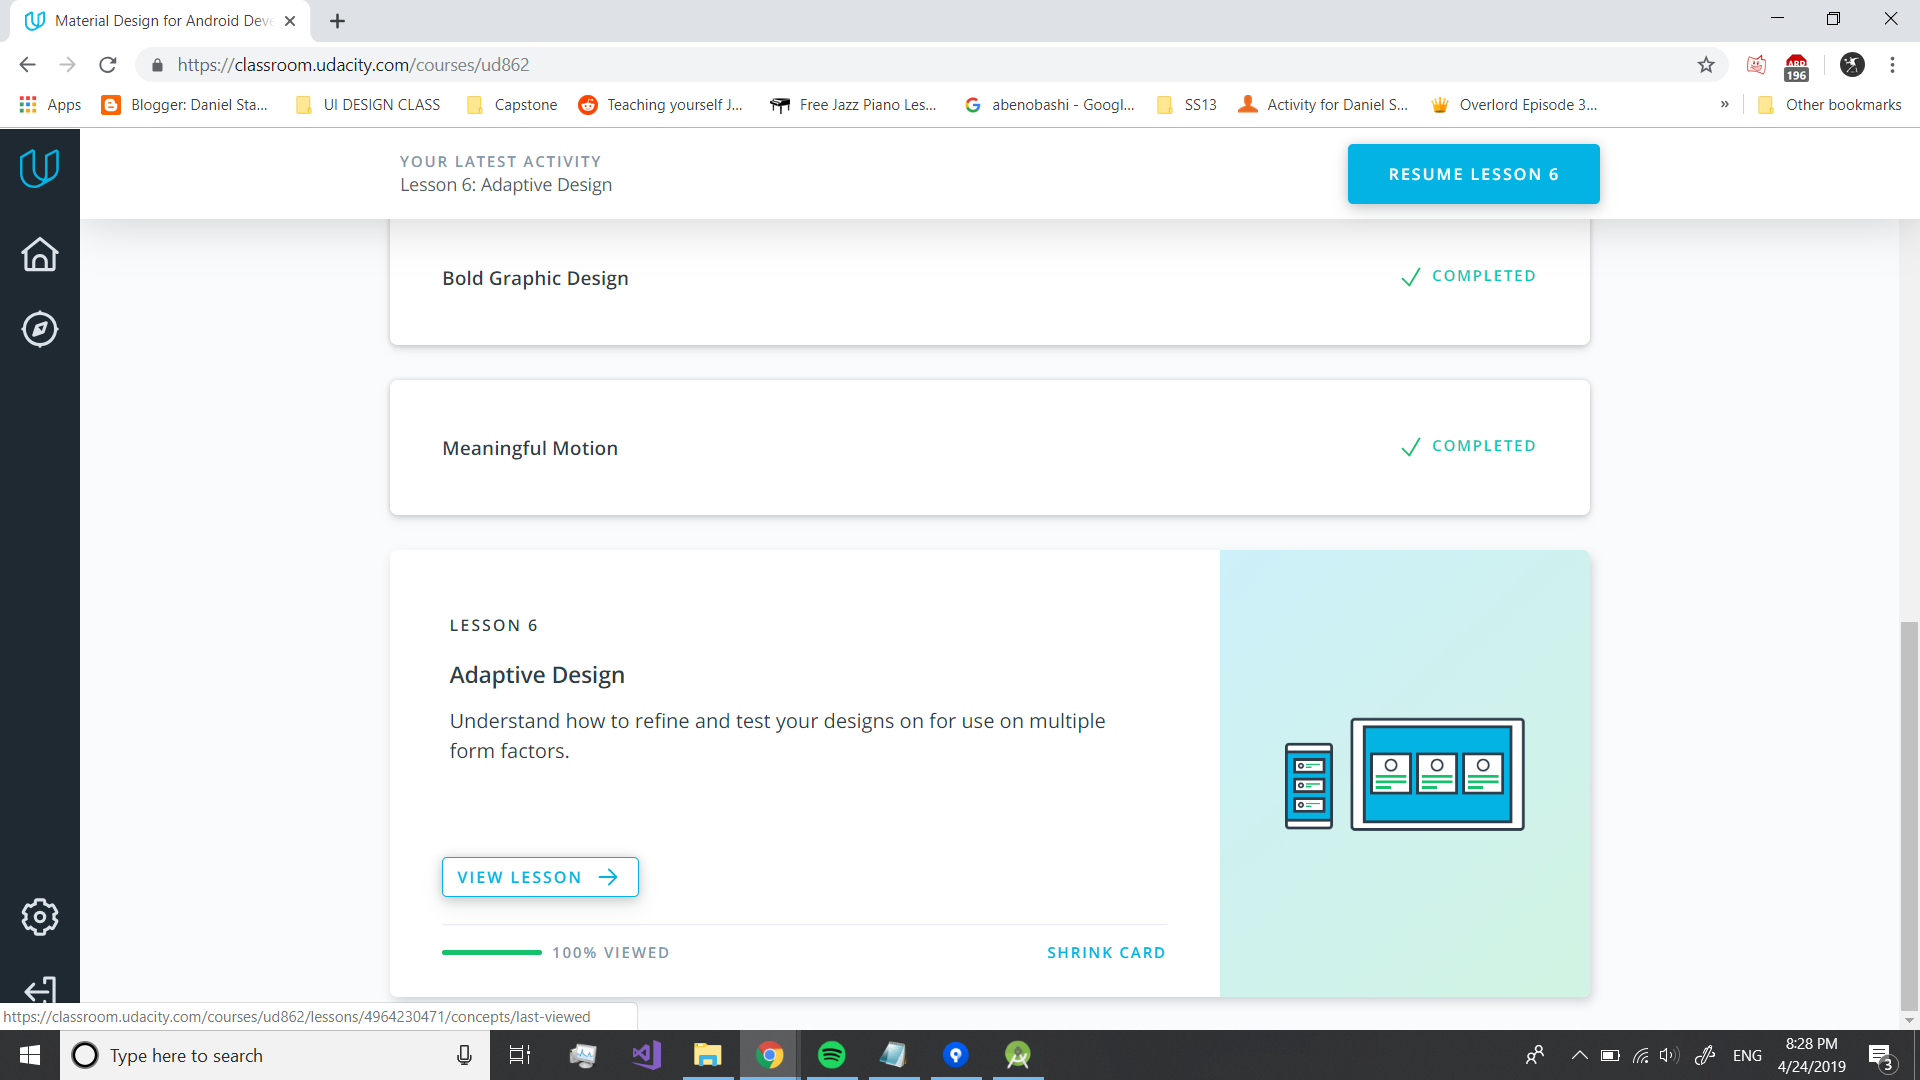 Material Design for Android Deve
https://classroom.udacity.com/courses/ud862
ABP
196
Apps
Blogger: Daniel Sta...
UI DESIGN CLASS
Capstone
Teaching yourself J...
Free Jazz Piano Les...
abenobashi - Googl...
SS13
Activity for Daniel S...
Overlord Episode 3...
»
Other bookmarks
YOUR LATEST ACTIVITY
Lesson 6: Adaptive Design
RESUME LESSON 6
Bold Graphic Design
COMPLETED
Meaningful Motion
COMPLETED
LESSON 6
Adaptive Design
Understand how to refine and test your designs on for use on multiple
form factors.
VIEW LESSON
100% VIEWED
SHRINK CARD
https://classroom.udacity.com/courses/ud862/lessons/4964230471/concepts/last-viewed
Type here to search
ENG
8:28 PM
4/24/2019
3